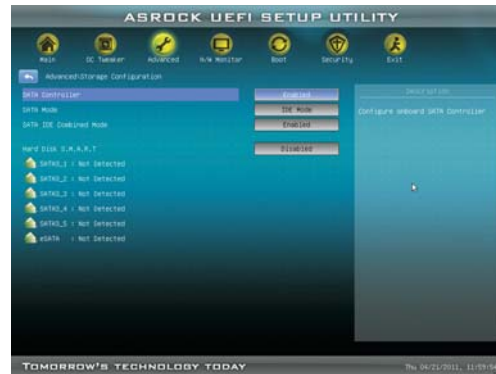 ASROCK UEFI SETUP UTILITY
Main OC Tweaker Advanced H/W Monitor Boot Security Exit
Advanced\Storage Configuration
SATA Controller Enabled
SATA Mode IDE Mode
SATA IDE Combined Mode Enabled
Hard Disk S.M.A.R.T Disabled
SATA3_1 : Not Detected
SATA3_2 : Not Detected
SATA3_3 : Not Detected
SATA3_4 : Not Detected
SATA3_5 : Not Detected
eSATA : Not Detected
Description
Configure onboard SATA Controller
TOMORROW'S TECHNOLOGY TODAY
Thu 04/21/2011, 11:59:54